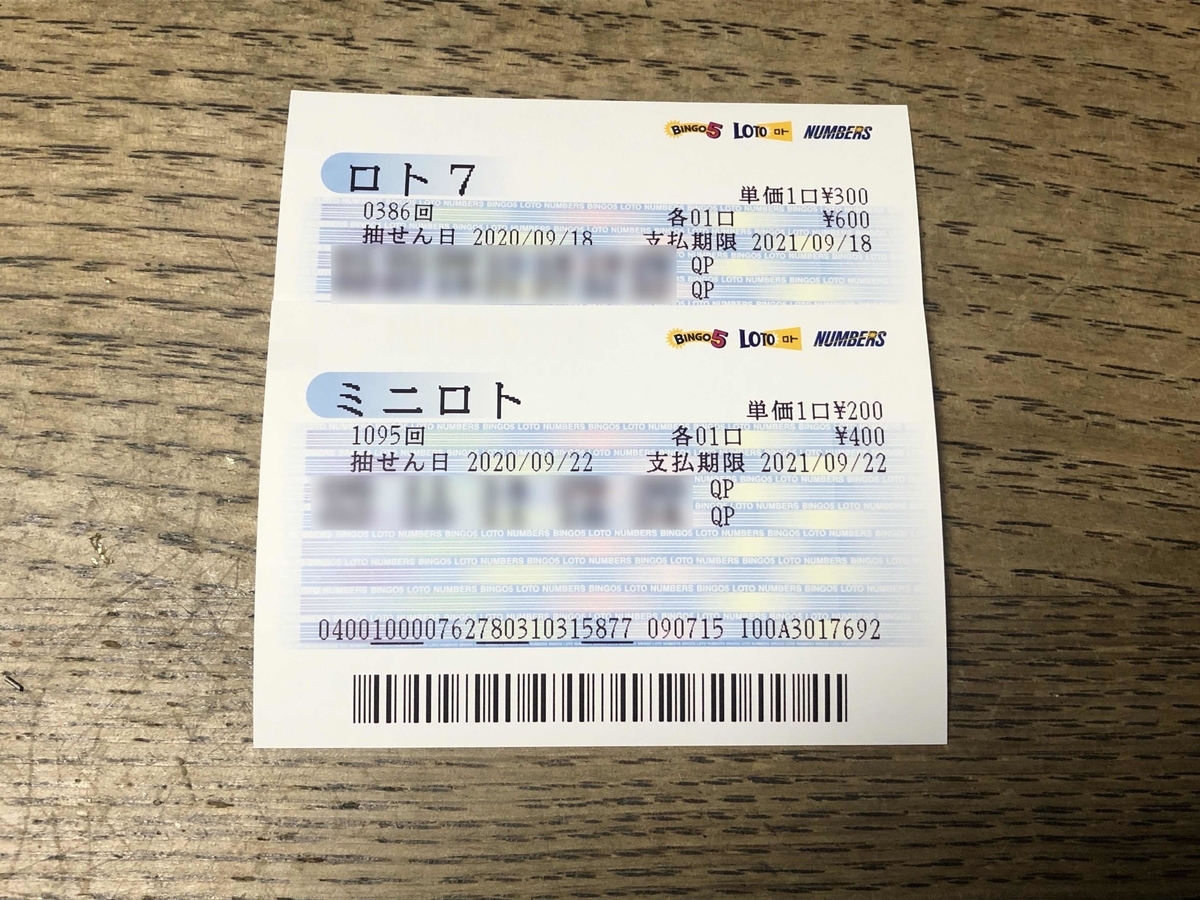 BINGO5 LOTO ロト NUMBERS
ロト7
単価1口¥300
0386回 各01口 ¥600
抽せん日 2020/09/18 支払期限 2021/09/18
QP
QP
BINGO5 LOTO ロト NUMBERS
ミニロト
単価1口¥200
1095回 各01口 ¥400
抽せん日 2020/09/22 支払期限 2021/09/22
QP
QP
040010000762780310315877 090715 I00A3017692